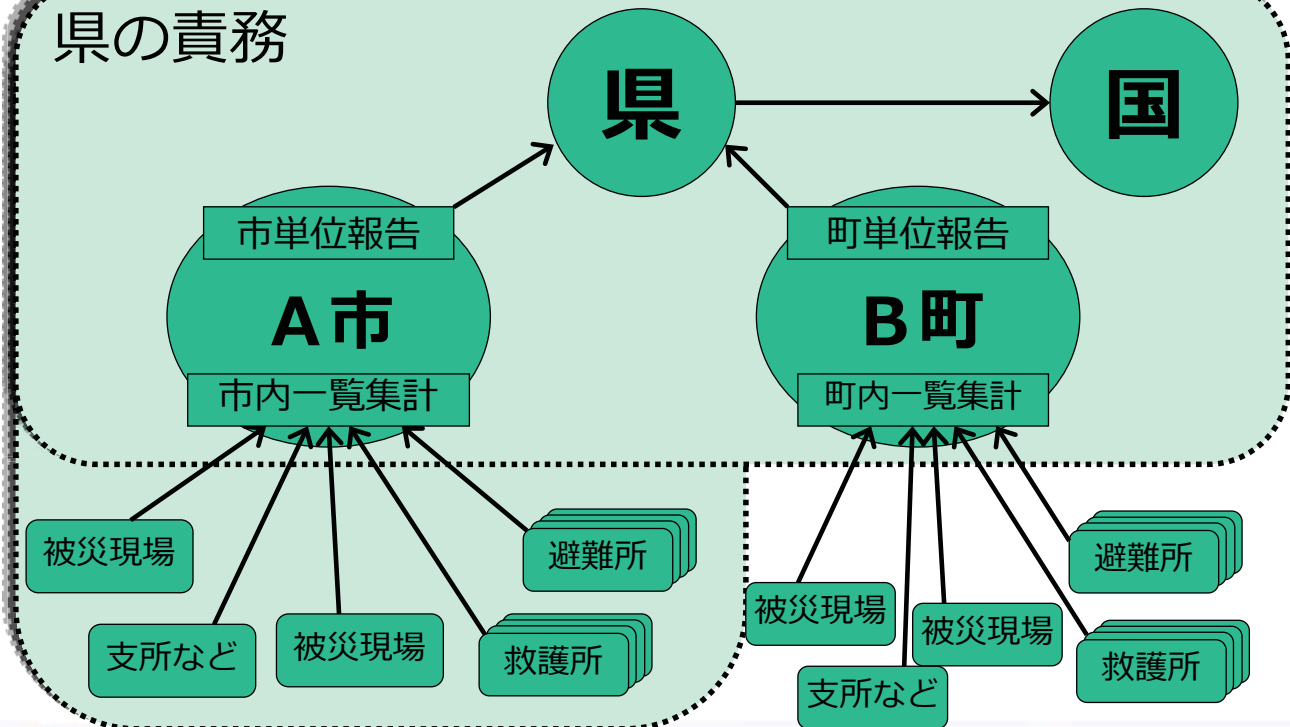 県の責務
県
国
市単位報告
町単位報告
A市
B町
市内一覧集計
町内一覧集計
被災現場
避難所
支所など
被災現場
救護所
被災現場
避難所
被災現場
支所など
救護所